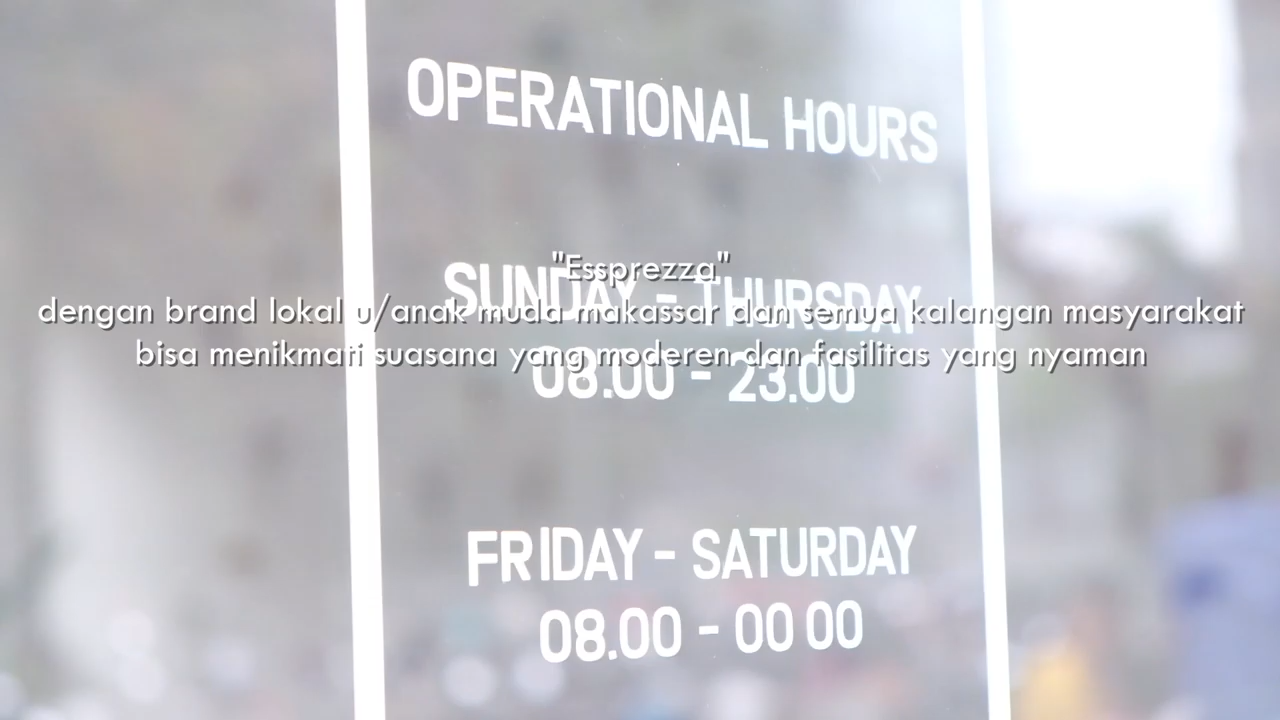 OPERATIONAL HOURS
"Essprezza"
SUNDAY - THURSDAY
dengan brand lokal u/anak muda makassar dan semua kalangan masyarakat
bisa menikmati suasana yang moderen dan fasilitas yang nyaman
08.00 - 23.00
FRIDAY - SATURDAY
08.00 - 00 00